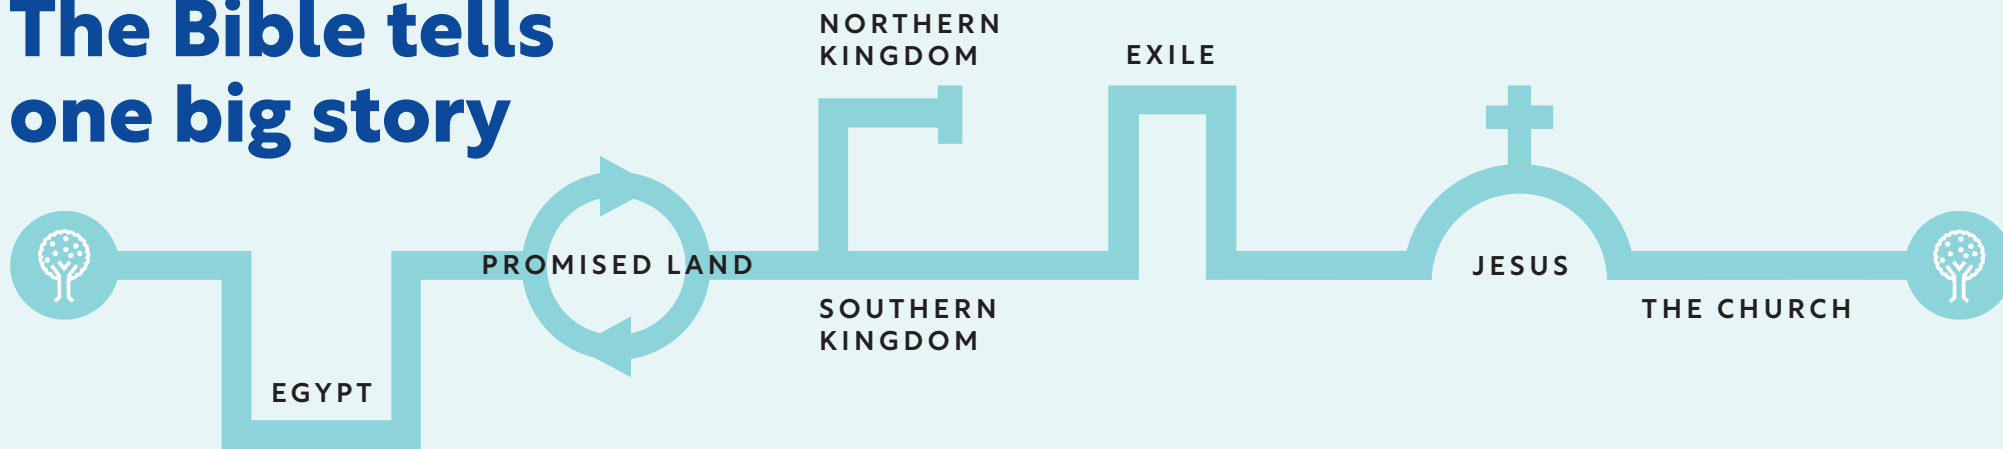 The Bible tells
one big story
NORTHERN
KINGDOM
EXILE
PROMISED LAND
JESUS
SOUTHERN
KINGDOM
THE CHURCH
EGYPT